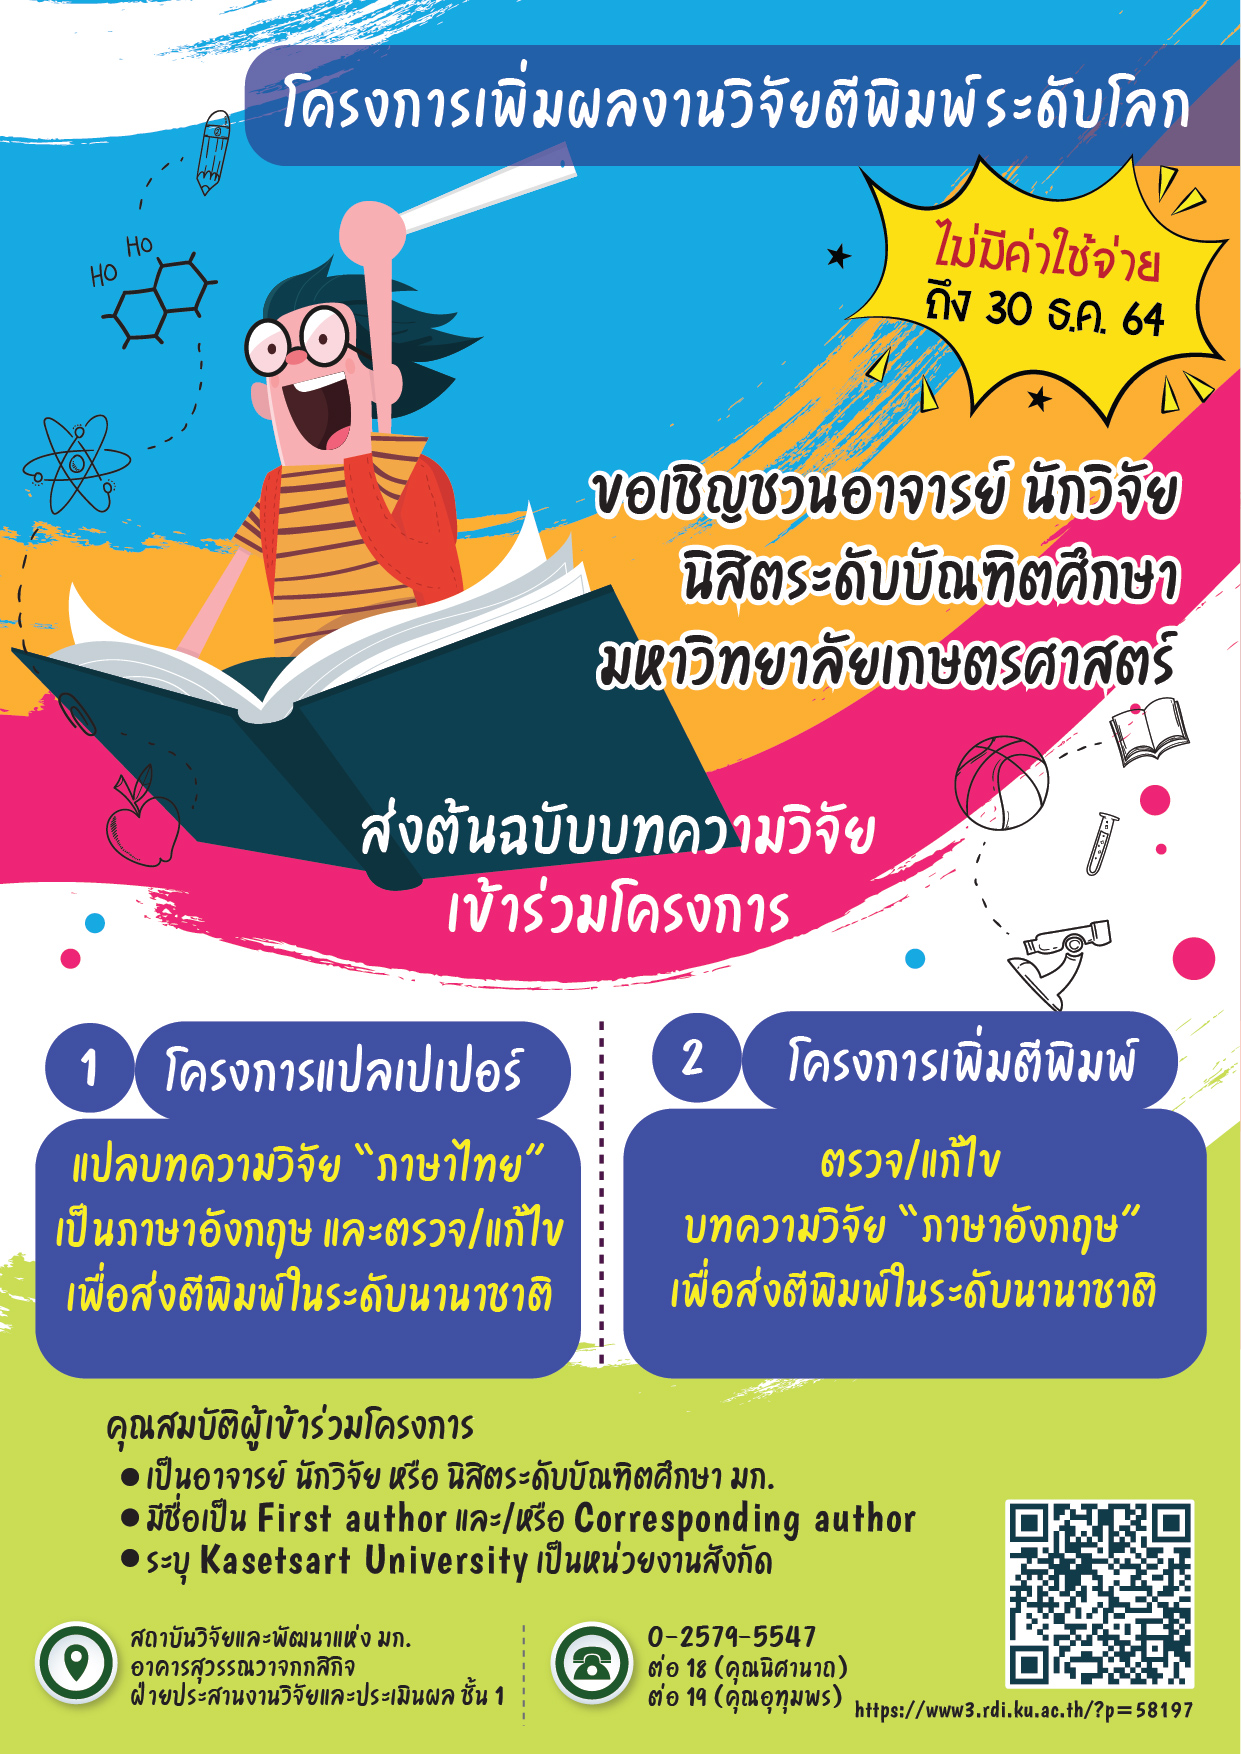 โครงการเพิ่มผลงานวิจัยตีพิมพ์ระดับโลก
ไม่มีค่าใช้จ่าย
ถึง 30 ธ.ค. 64
HO
HO
ขอเชิญชวนอาจารย์ นักวิจัย
นิสิตระดับบัณฑิตศึกษา
มหาวิทยาลัยเกษตรศาสตร์
ส่งต้นฉบับบทความวิจัย
เข้าร่วมโครงการ
1 โครงการแปลเปเปอร์
แปลบทความวิจัย “ภาษาไทย”
เป็นภาษาอังกฤษ และตรวจ/แก้ไข
เพื่อส่งตีพิมพ์ในระดับนานาชาติ
2 โครงการเพิ่มตีพิมพ์
ตรวจ/แก้ไข
บทความวิจัย “ภาษาอังกฤษ”
เพื่อส่งตีพิมพ์ในระดับนานาชาติ
คุณสมบัติผู้เข้าร่วมโครงการ
● เป็นอาจารย์ นักวิจัย หรือ นิสิตระดับบัณฑิตศึกษา มก.
● มีชื่อเป็น First author และ/หรือ Corresponding author
● ระบุ Kasetsart University เป็นหน่วยงานสังกัด
สถาบันวิจัยและพัฒนาแห่ง มก.
อาคารสุวรรณวาจกกสิกิจ
ฝ่ายประสานงานวิจัยและประเมินผล ชั้น 1
0-2579-5547
ต่อ 18 (คุณนิศานาถ)
ต่อ 19 (คุณอุทุมพร)
https://www3.rdi.ku.ac.th/?p=58197